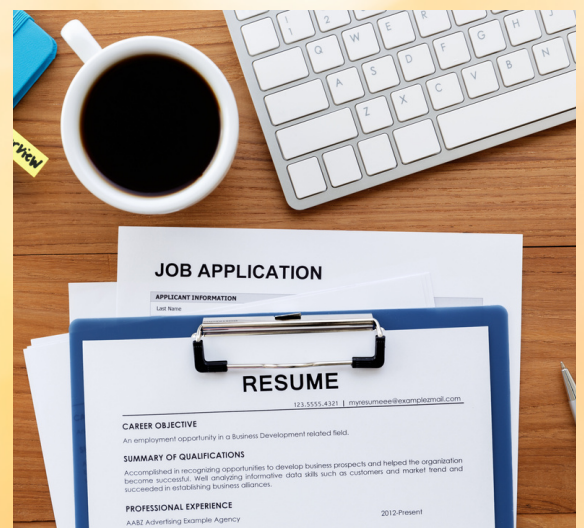 rview
JOB APPLICATION
APPLICANT INFORMATION
Last Name
RESUME
123.5555.4321 | myresumeee@examplezmail.com
CAREER OBJECTIVE
An employment opportunity in a Business Development related field.
SUMMARY OF QUALIFICATIONS
Accomplished in recognizing opportunities to develop business prospects and helped the organization
become successful. Well analyzing informative data skills such as customers and market trend and
succeeded in establishing business alliances.
PROFESSIONAL EXPERIENCE
AABZ Advertising Example Agency 2012-Present
1 2 
Q W E R
A S D F G H J
Z X C V B N